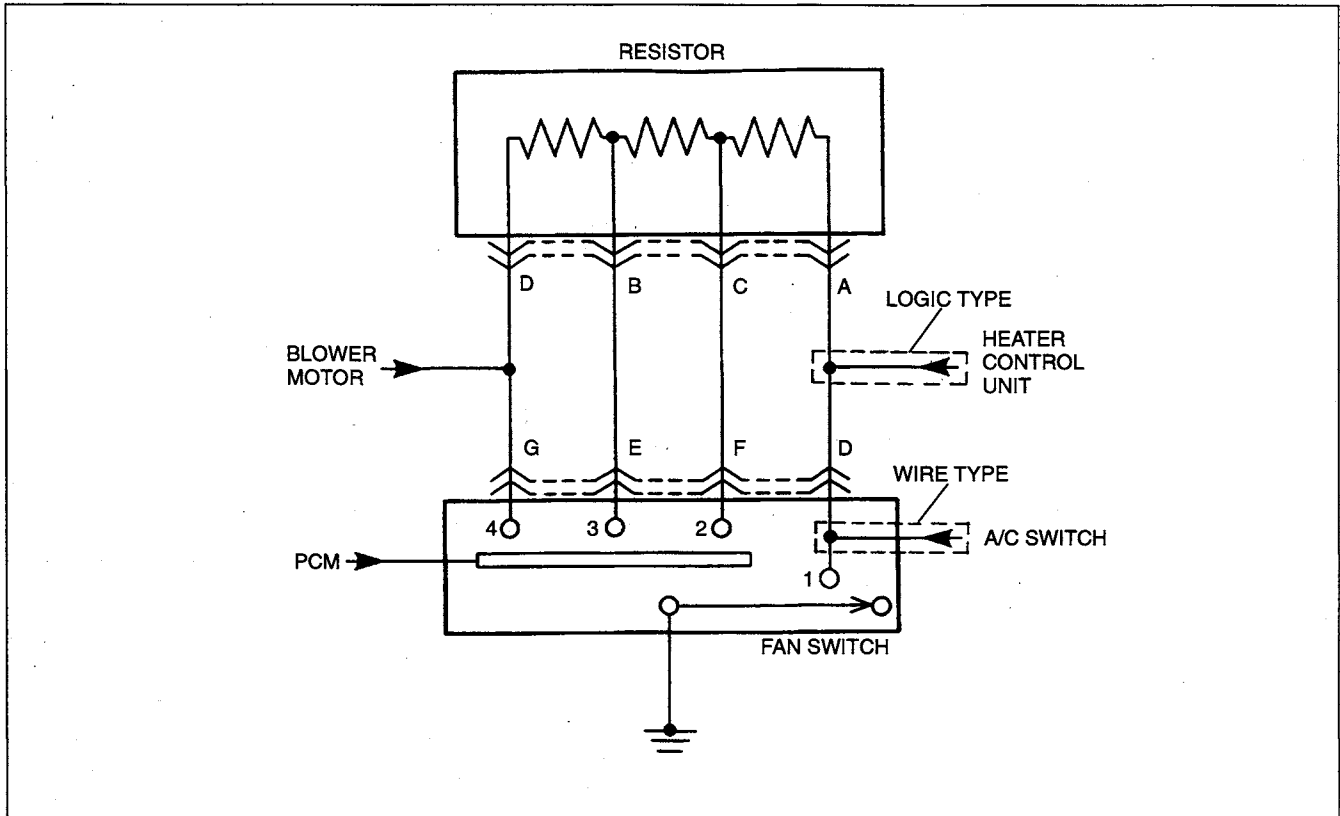 RESISTOR
D B C A
LOGIC TYPE
HEATER
CONTROL
UNIT
BLOWER
MOTOR
G E F D
WIRE TYPE
4 3 2
A/C SWITCH
PCM
1
FAN SWITCH